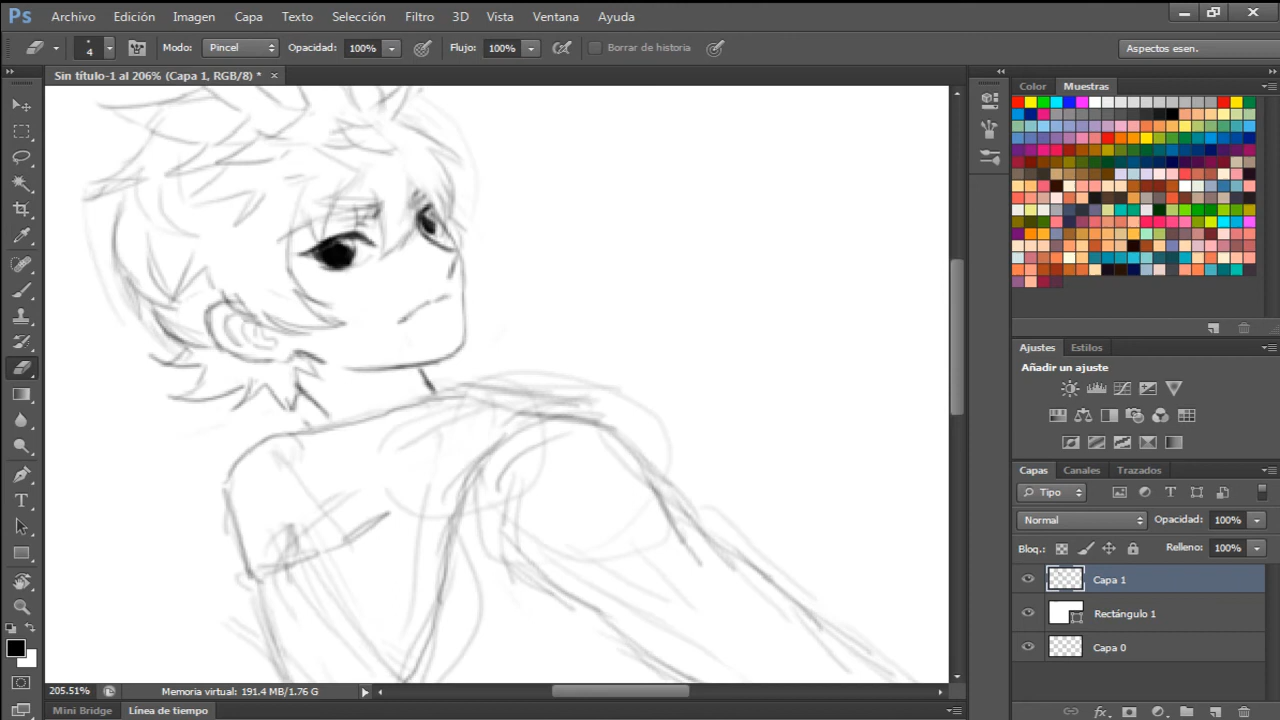 Ps Archivo Edición Imagen Capa Texto Selección Filtro 3D Vista Ventana Ayuda
4 Modo: Pincel Opacidad: 100% Flujo: 100% Borrar de historia Aspectos esen.
Sin título-1 al 206% (Capa 1, RGB/8) *
Color Muestras
Ajustes Estilos
Añadir un ajuste
Capas Canales Trazados
Tipo
Normal Opacidad: 100%
Bloq.: Relleno: 100%
Capa 1
Rectángulo 1
Capa 0
205.51% Memoria virtual: 191.4 MB/1.76 G
Mini Bridge Línea de tiempo